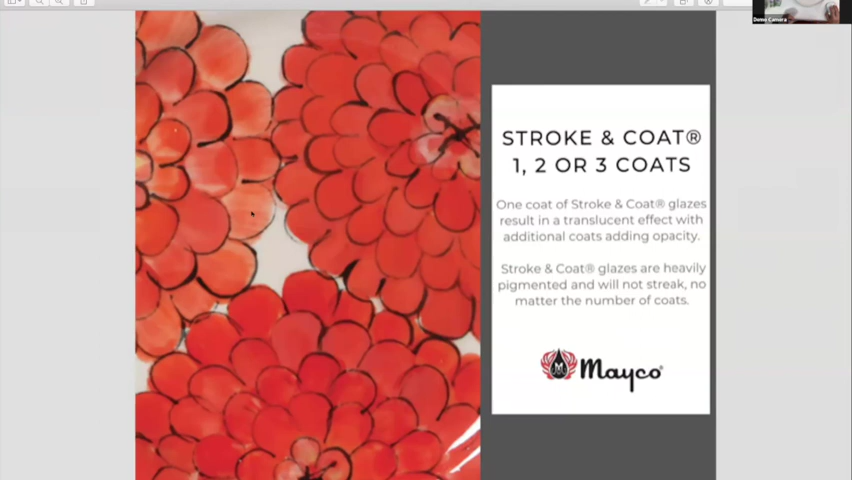 Demo Camera
STROKE & COAT®
1, 2 OR 3 COATS
One coat of Stroke & Coat® glazes
result in a translucent effect with
additional coats adding opacity.
Stroke & Coat® glazes are heavily
pigmented and will not streak, no
matter the number of coats.
Mayco®